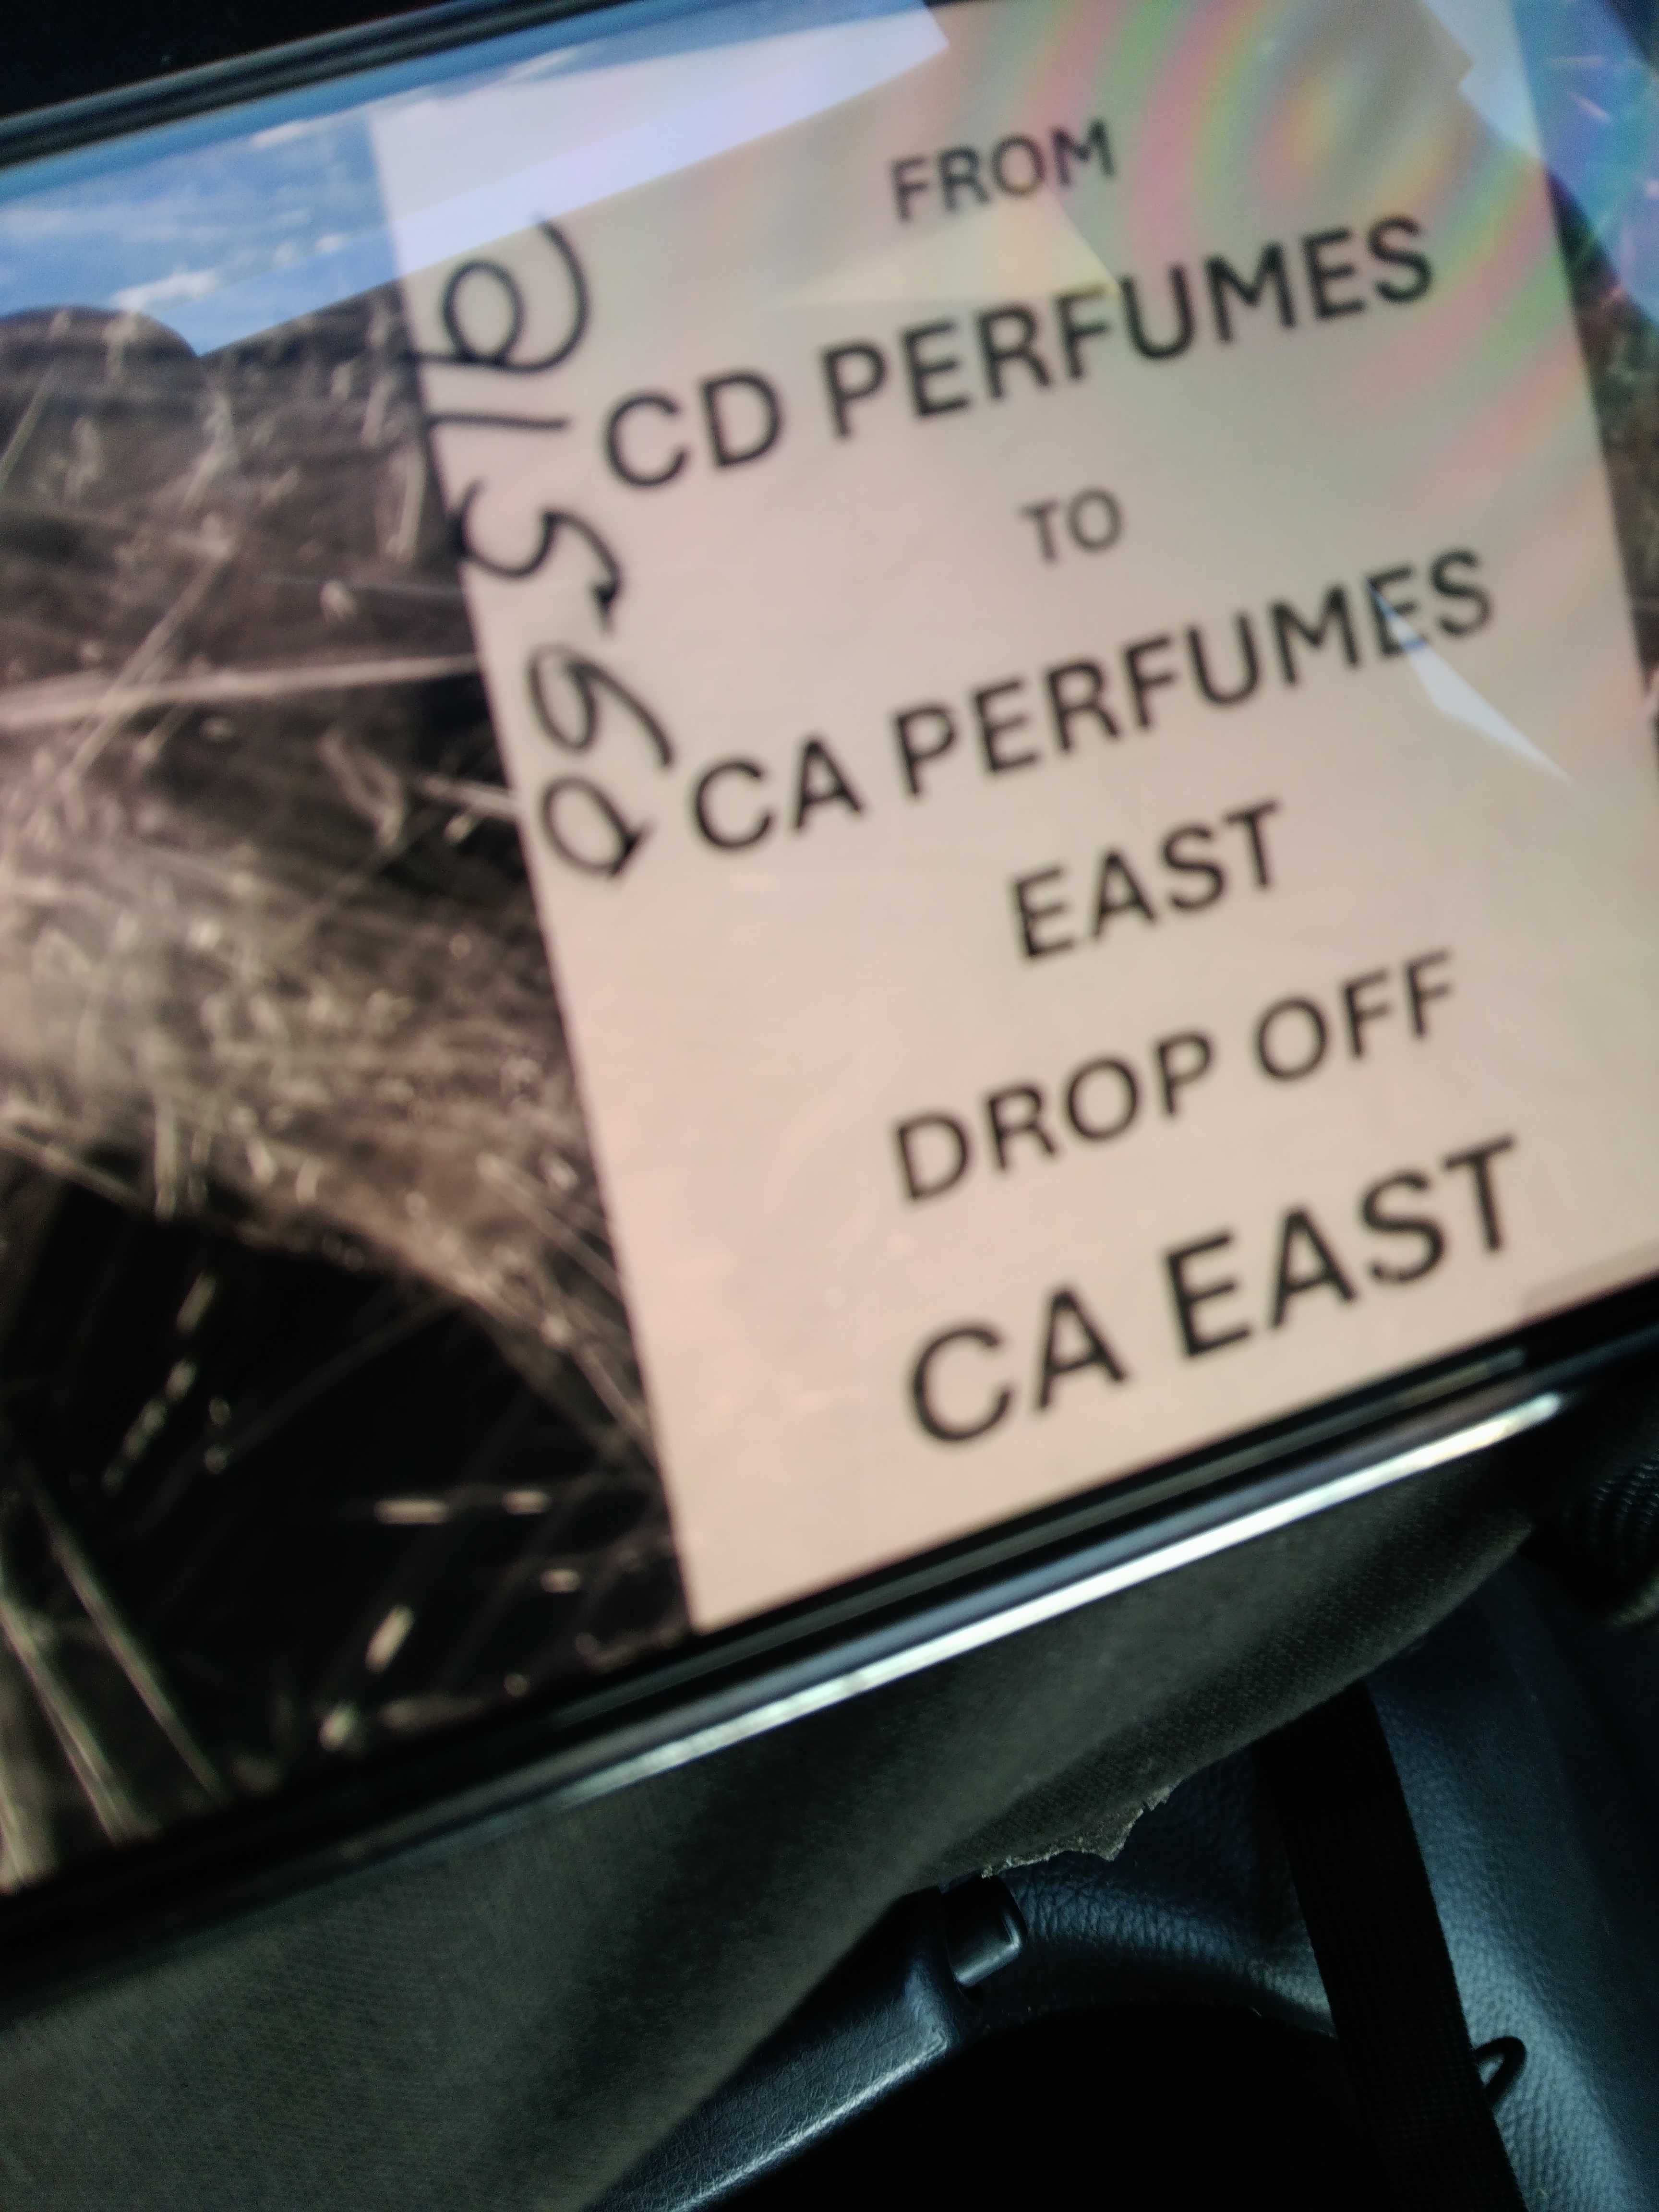 FROM
CD PERFUMES
TO
CA PERFUMES
EAST
DROP OFF
CA EAST